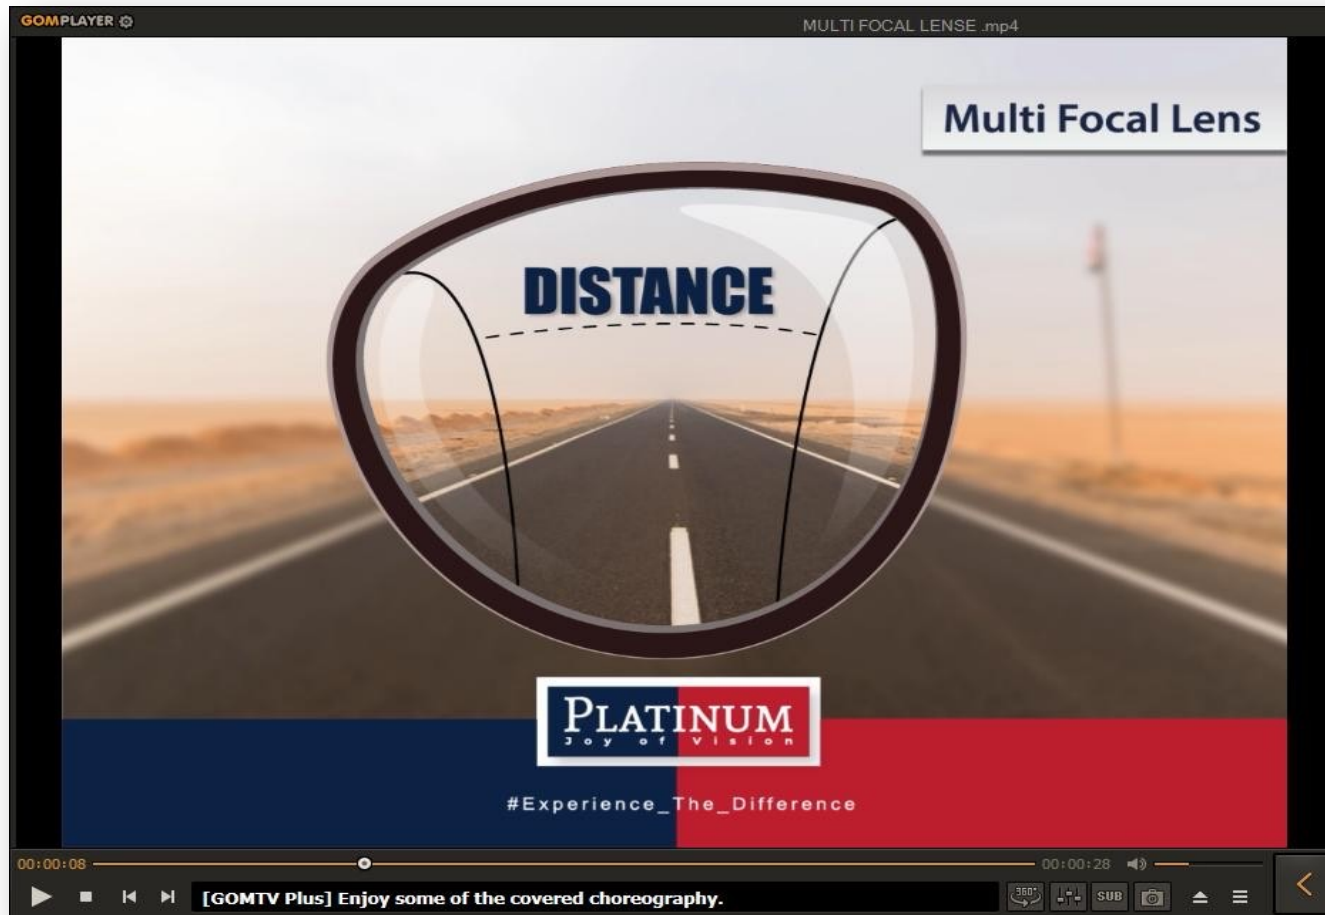 GOMPLAYER
MULTI FOCAL LENSE .mp4
Multi Focal Lens
DISTANCE
PLATINUM
Joy of Vision
#Experience_The_Difference
00:00:08
00:00:28
[GOMTV Plus] Enjoy some of the covered choreography.
360°
SUB